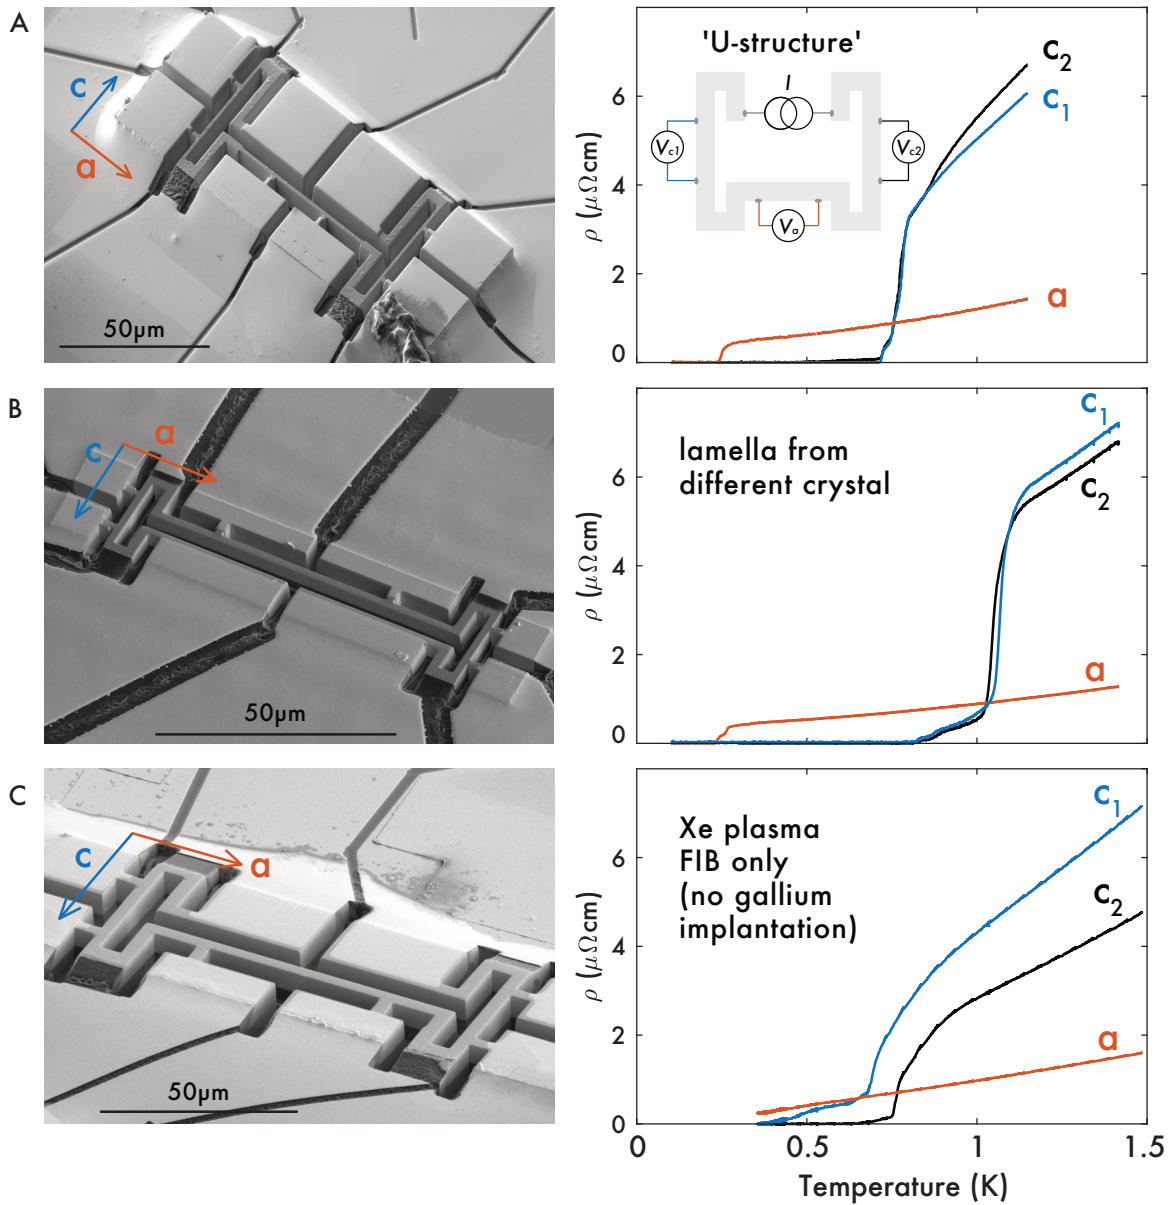 A
c
a
50µm
'U-structure'
I
Vc1
Vc2
Va
c2
c1
a
ρ (µΩcm)
6
4
2
0
B
a
c
50µm
lamella from
different crystal
c1
c2
a
ρ (µΩcm)
6
4
2
0
C
c
a
50µm
Xe plasma
FIB only
(no gallium
implantation)
c1
c2
a
ρ (µΩcm)
6
4
2
0
0 0.5 1 1.5
Temperature (K)